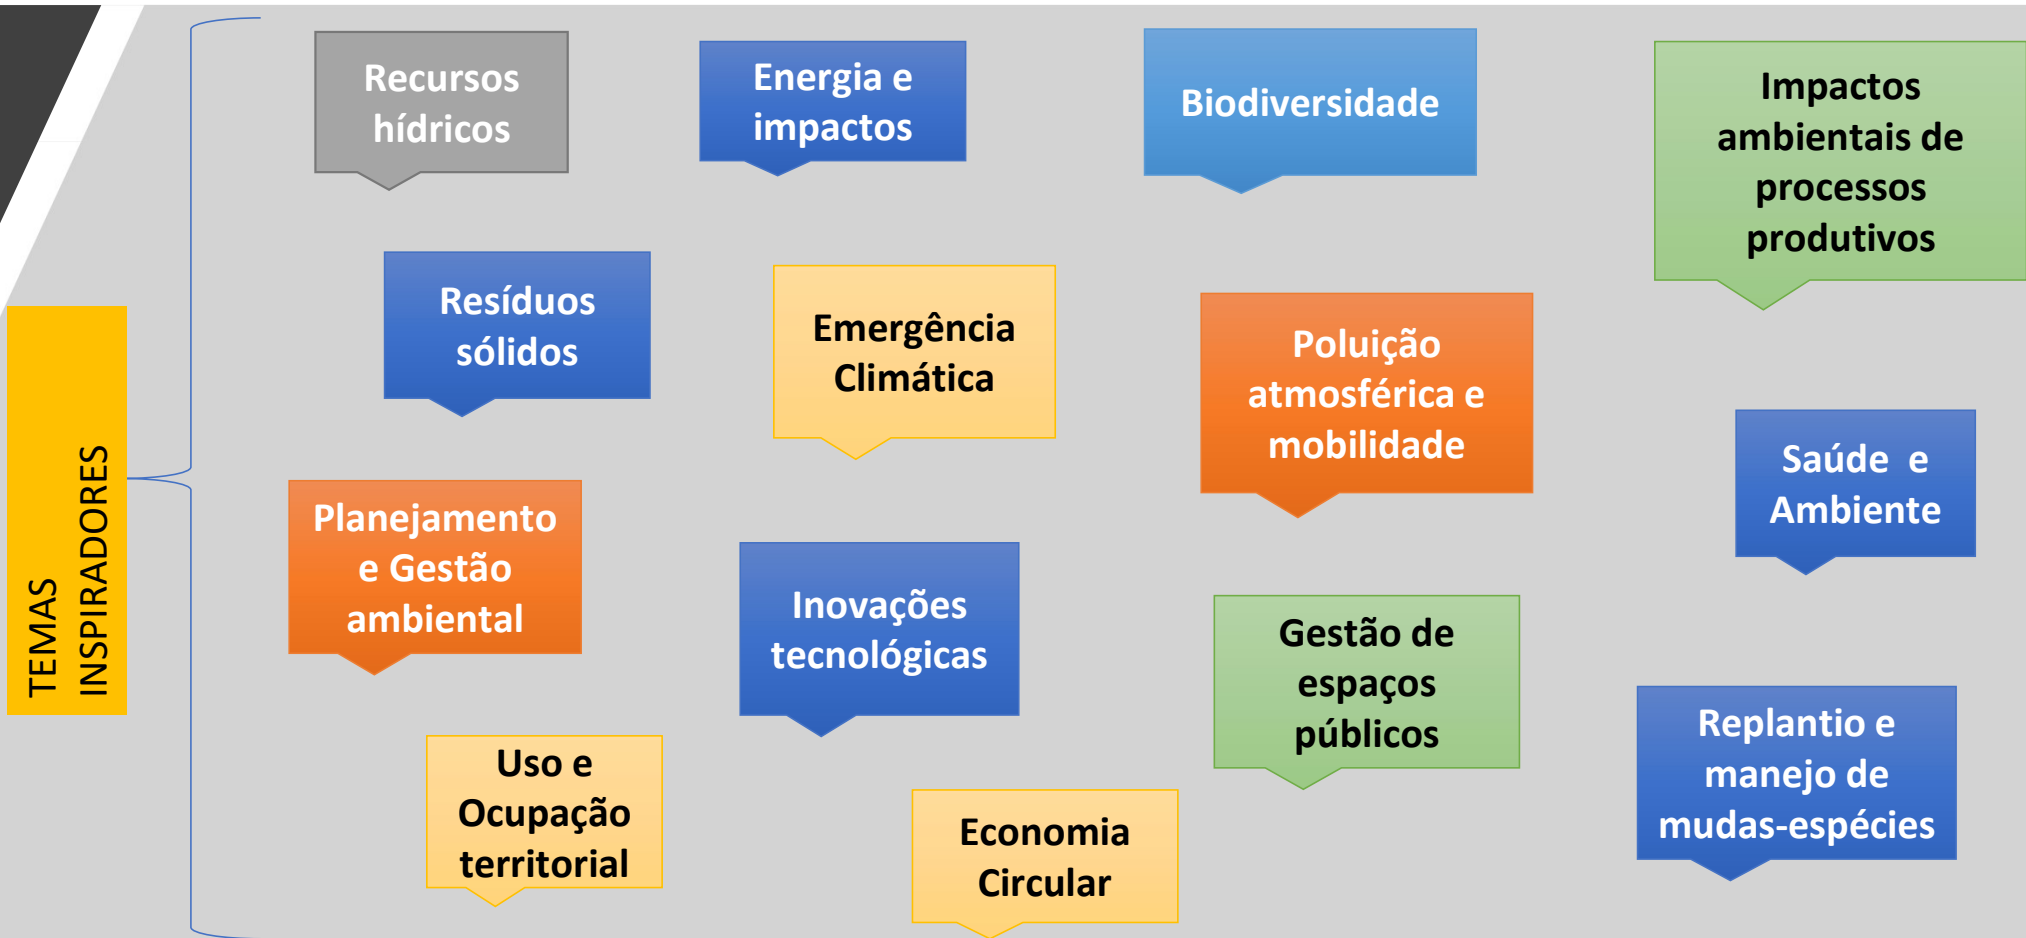 TEMAS
INSPIRADORES
Recursos
hídricos
Energia e
impactos
Biodiversidade
Impactos
ambientais de
processos
produtivos
Resíduos
sólidos
Emergência
Climática
Poluição
atmosférica e
mobilidade
Saúde  e
Ambiente
Planejamento
e Gestão
ambiental
Inovações
tecnológicas
Gestão de
espaços
públicos
Replantio e
manejo de
mudas-espécies
Uso e
Ocupação
territorial
Economia
Circular